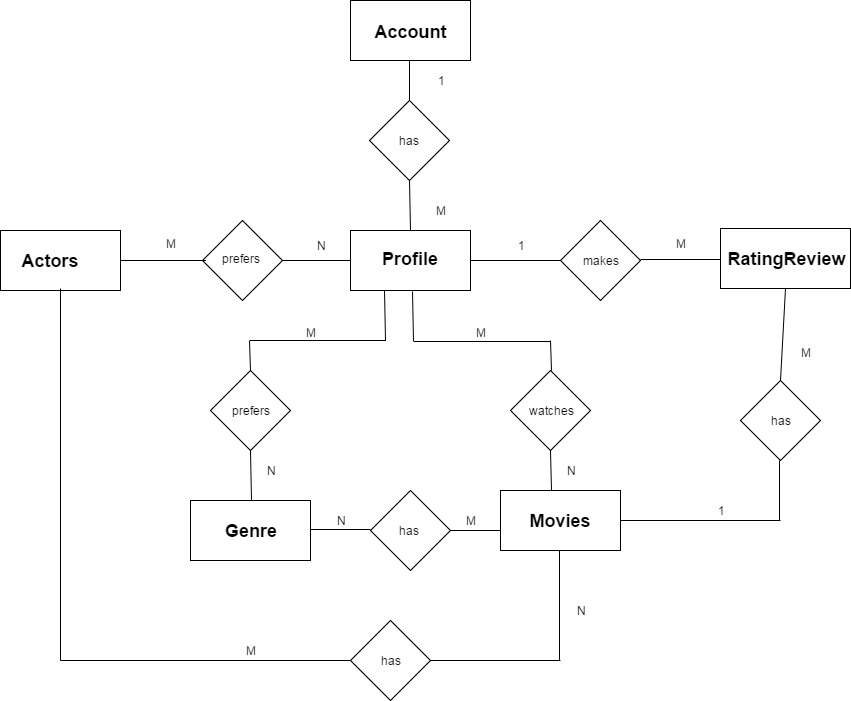 Account
1
has
M
Actors
M
prefers
N
Profile
1
makes
M
RatingReview
M
M
M
prefers
watches
has
N
N
Genre
N
has
M
Movies
1
N
M
has